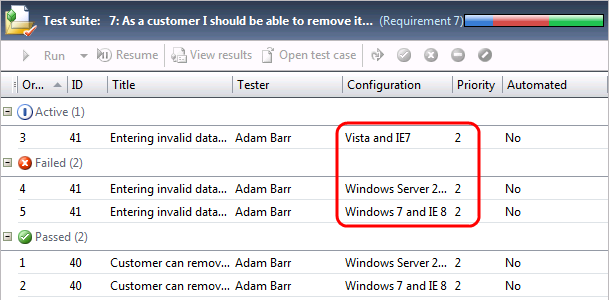 Test suite: 7: As a customer I should be able to remove it... (Requirement 7)
Run Resume View results Open test case
Or... ID Title Tester Configuration Priority Automated
Active (1)
3 41 Entering invalid data... Adam Barr Vista and IE7 2 No
Failed (2)
4 41 Entering invalid data... Adam Barr Windows Server 2... 2 No
5 41 Entering invalid data... Adam Barr Windows 7 and IE 8 2 No
Passed (2)
1 40 Customer can remov... Adam Barr Windows Server 2... 2 No
2 40 Customer can remov... Adam Barr Windows 7 and IE 8 2 No